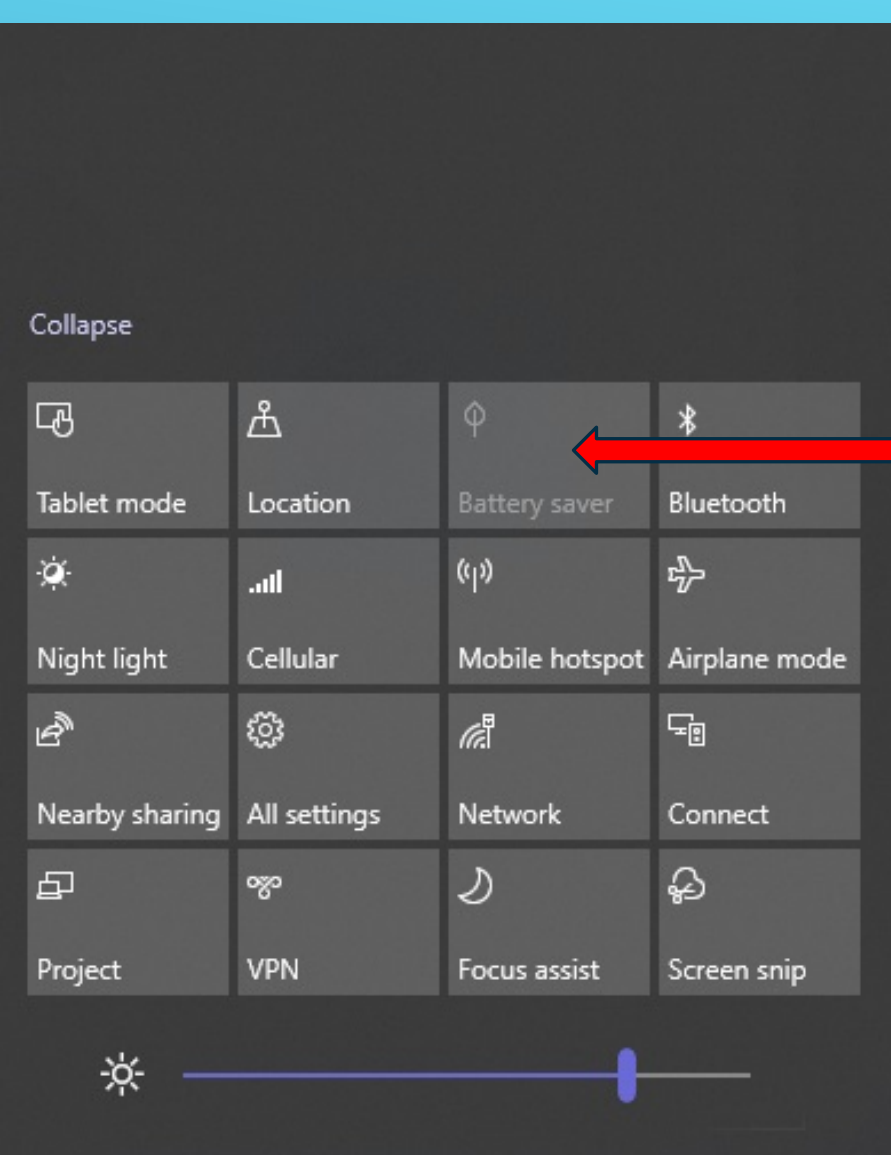 Collapse
Tablet mode
Location
Battery saver
Bluetooth
Night light
Cellular
Mobile hotspot
Airplane mode
Nearby sharing
All settings
Network
Connect
Project
VPN
Focus assist
Screen snip